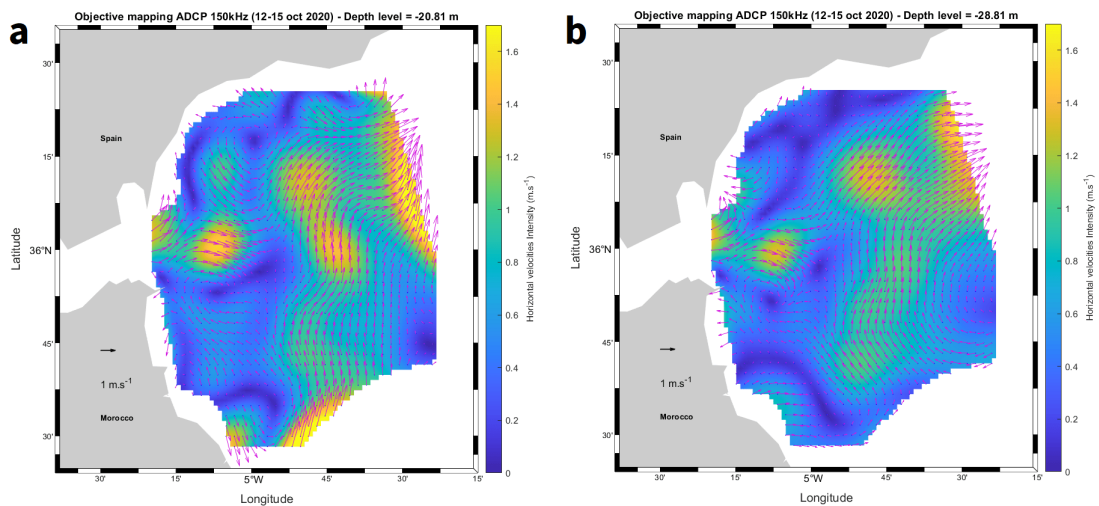 a
Objective mapping ADCP 150kHz (12-15 oct 2020) - Depth level = -20.81 m
30'
15'
36°N
45'
30'
Latitude
Spain
1 m.s-1
Morocco
30'
15'
5°W
45'
30'
15'
Longitude
1.6
1.4
1.2
1
0.8
0.6
0.4
0.2
0
Horizontal velocities Intensity (m.s-1)
b
Objective mapping ADCP 150kHz (12-15 oct 2020) - Depth level = -28.81 m
30'
15'
36°N
45'
30'
Latitude
Spain
1 m.s-1
Morocco
30'
15'
5°W
45'
30'
15'
Longitude
1.6
1.4
1.2
1
0.8
0.6
0.4
0.2
0
Horizontal velocities Intensity (m.s-1)